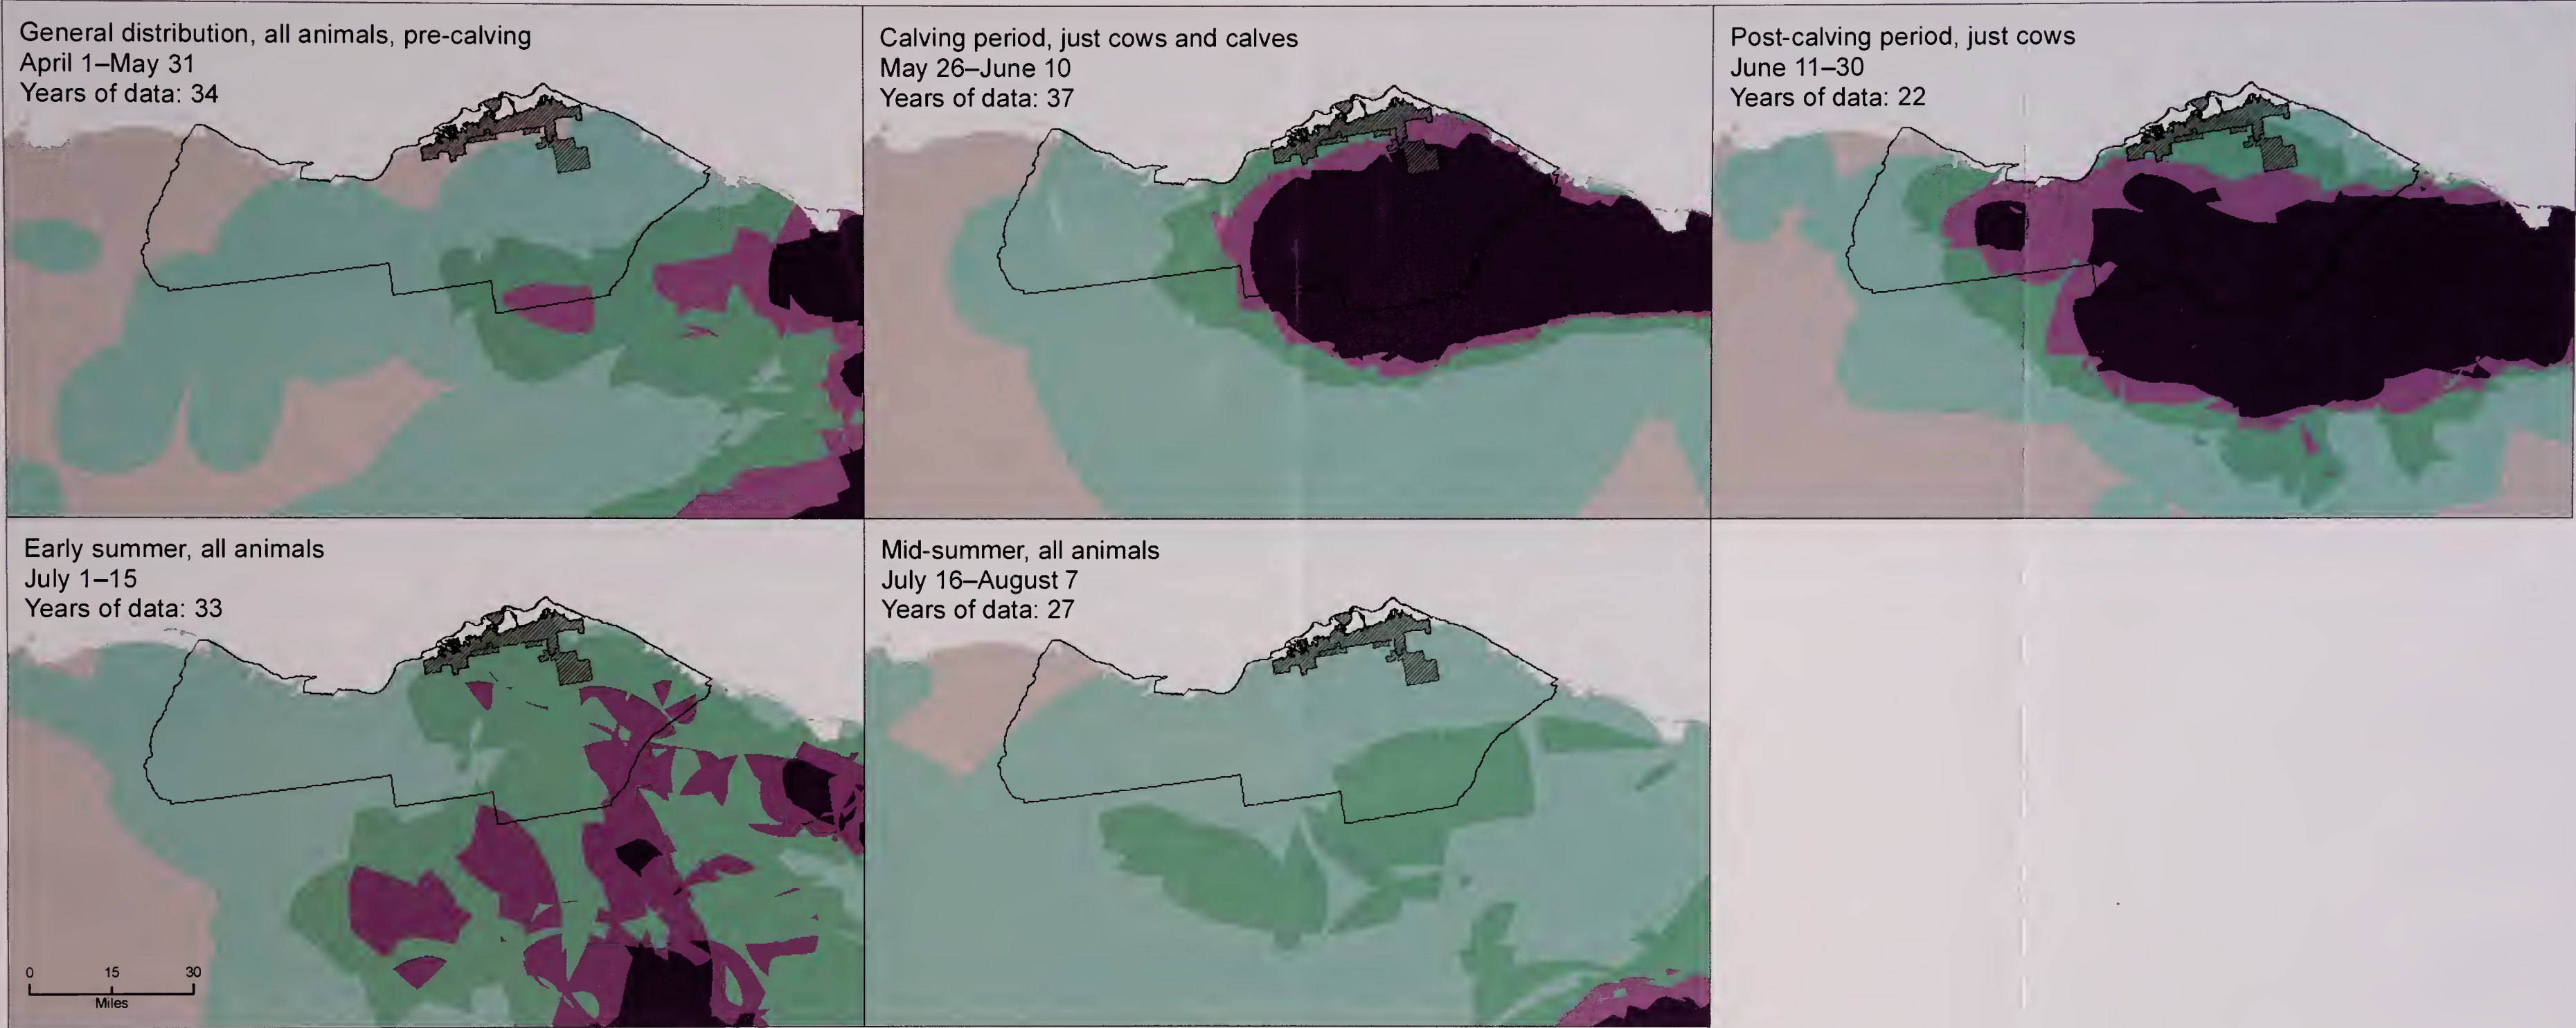 General distribution, all animals, pre-calving
April 1–May 31
Years of data: 34
Calving period, just cows and calves
May 26–June 10
Years of data: 37
Post-calving period, just cows
June 11–30
Years of data: 22
Early summer, all animals
July 1–15
Years of data: 33
0 15 30
Miles
Mid-summer, all animals
July 16–August 7
Years of data: 27